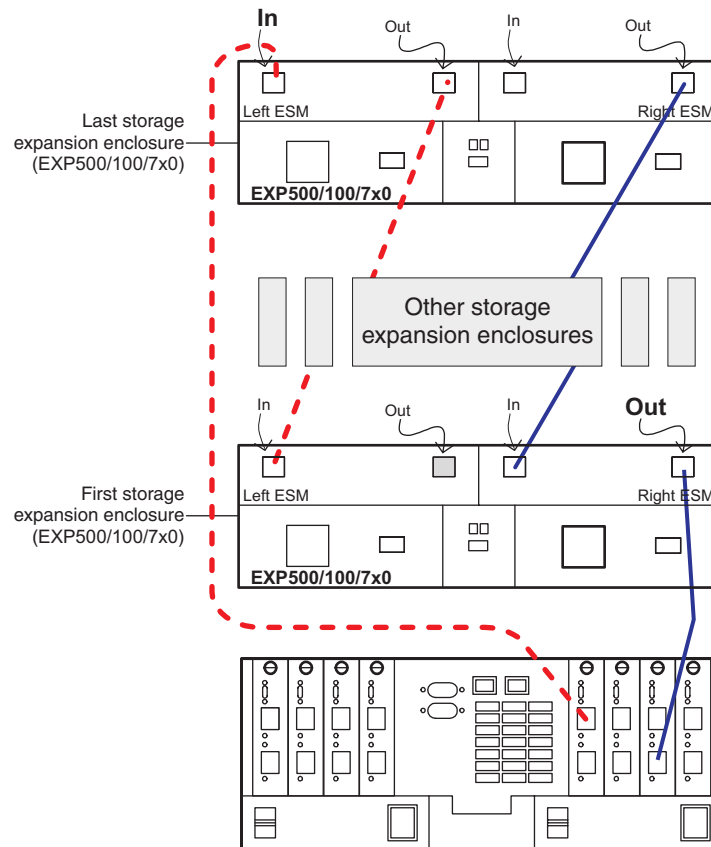 In
Out
In
Out
Left ESM
Right ESM
Last storage
expansion enclosure
(EXP500/100/7x0)
EXP500/100/7x0
Other storage
expansion enclosures
In
Out
In
Out
Left ESM
Right ESM
First storage
expansion enclosure
(EXP500/100/7x0)
EXP500/100/7x0